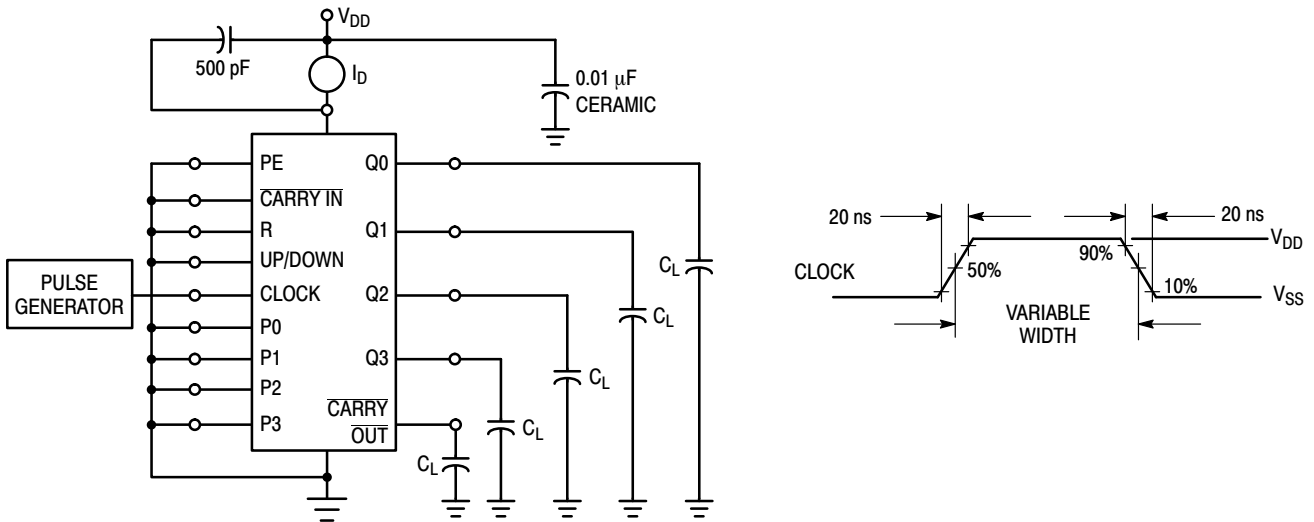 V_DD
500 pF
I_D
0.01 μF
CERAMIC
PE
Q0
CARRY IN
R
Q1
UP/DOWN
PULSE
GENERATOR
CLOCK
Q2
P0
P1
Q3
P2
CARRY
P3
OUT
C_L
C_L
C_L
C_L
C_L
20 ns
20 ns
V_DD
90%
50%
CLOCK
10%
V_SS
VARIABLE
WIDTH